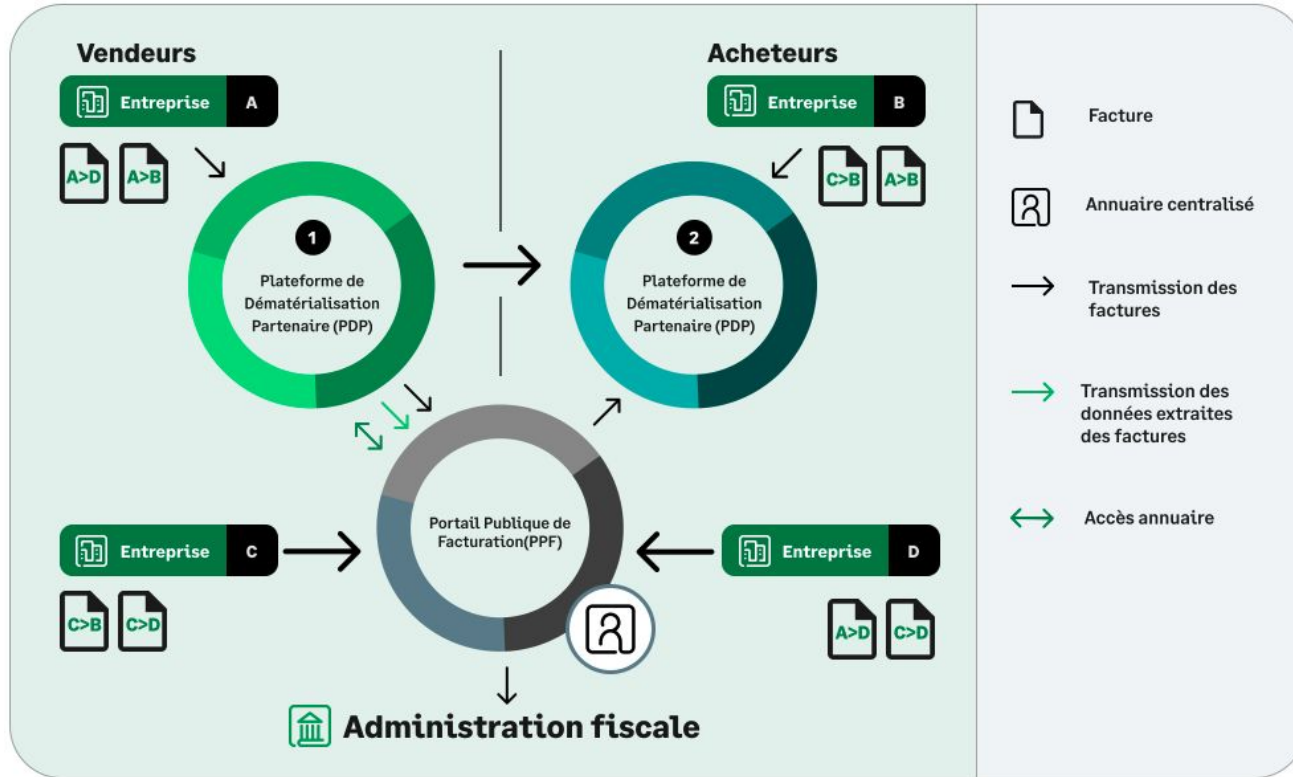 Vendeurs
Entreprise A
A>D A>B
1
Plateforme de
Dématérialisation
Partenaire (PDP)
Acheteurs
Entreprise B
C>B A>B
2
Plateforme de
Dématérialisation
Partenaire (PDP)
Portail Publique de
Facturation(PPF)
Entreprise C
C>B C>D
Entreprise D
A>D C>D
Administration fiscale
Facture
Annuaire centralisé
Transmission des
factures
Transmission des
données extraites
des factures
Accès annuaire